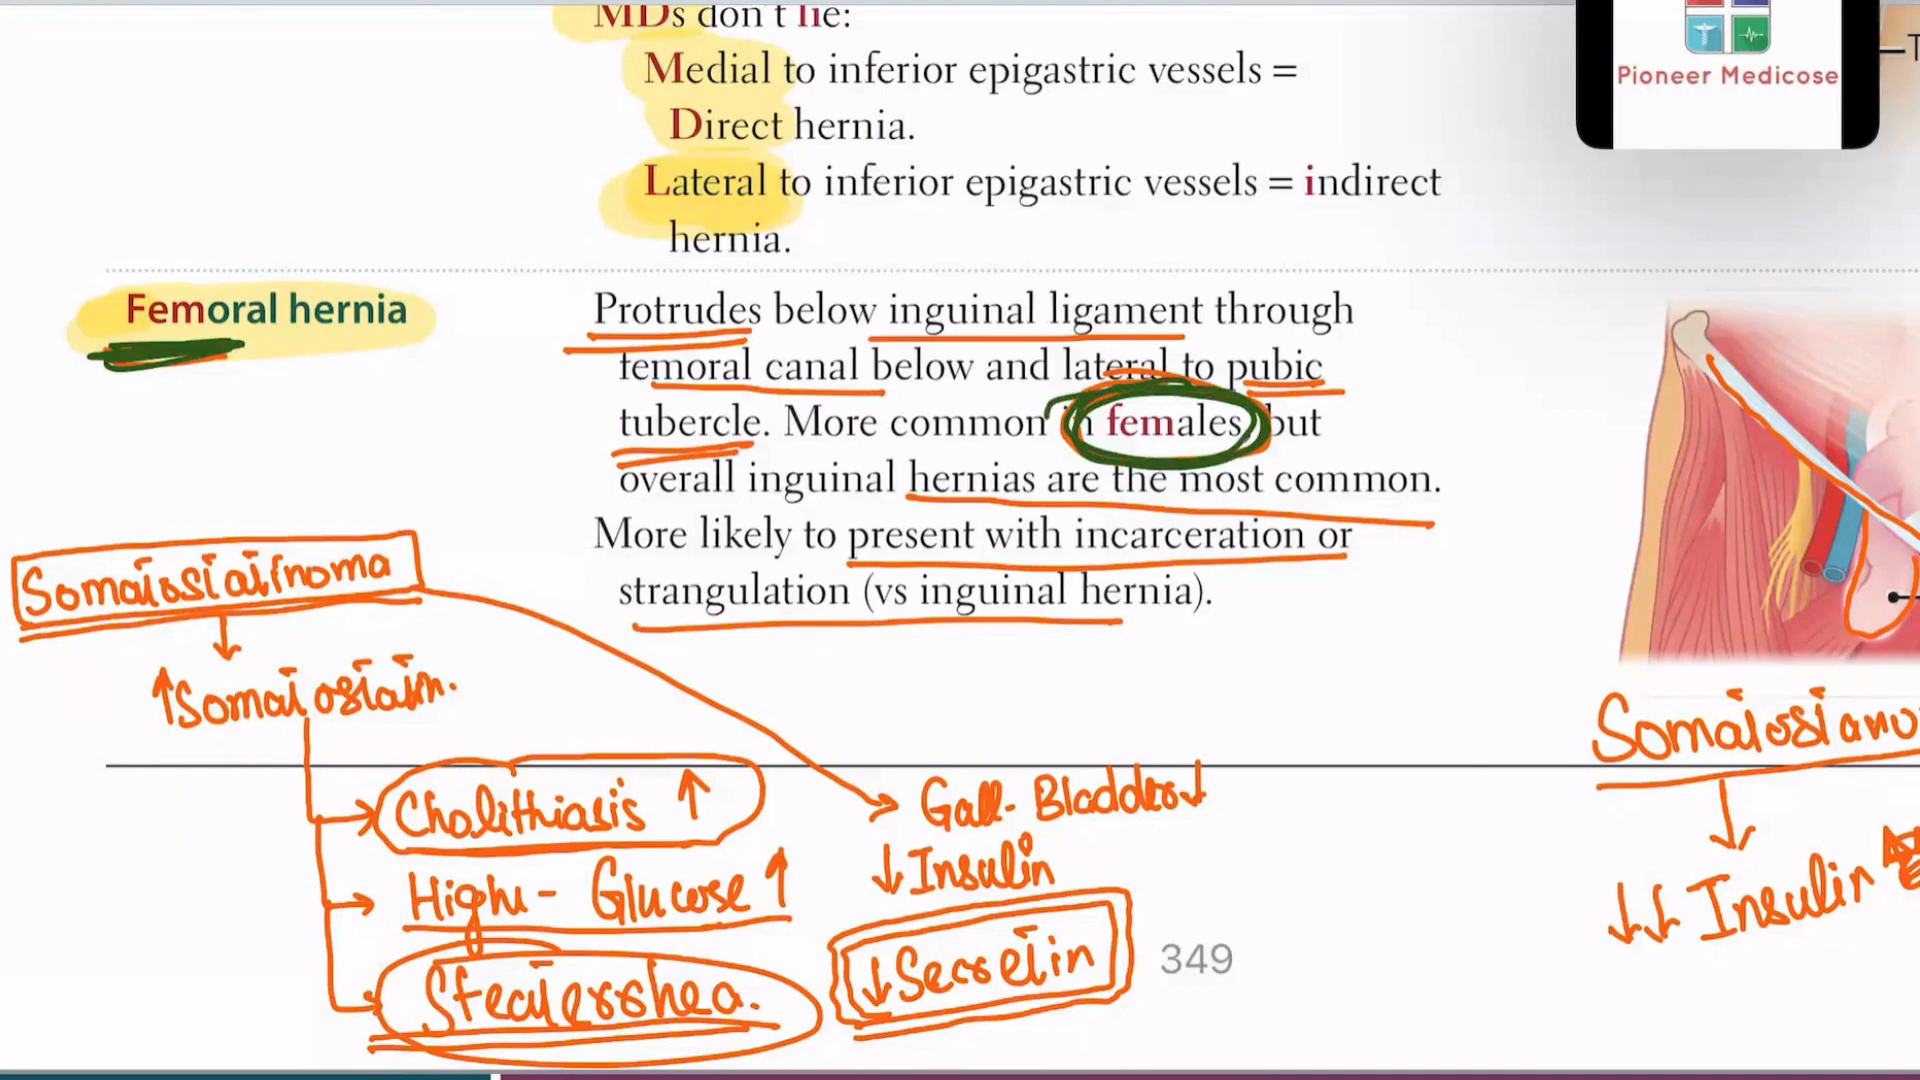 MDs don't lie:
Medial to inferior epigastric vessels =
Direct hernia.
Lateral to inferior epigastric vessels = indirect
hernia.
Pioneer Medicose
Femoral hernia
Protrudes below inguinal ligament through
femoral canal below and lateral to pubic
tubercle. More common in females, but
overall inguinal hernias are the most common.
More likely to present with incarceration or
strangulation (vs inguinal hernia).
↑Somatostatin.
Cholithiasis ↑
High - Glucose ↑
Gall-Bladder↓
↓ Insulin
↓Secretin
349
↓↓ Insulin